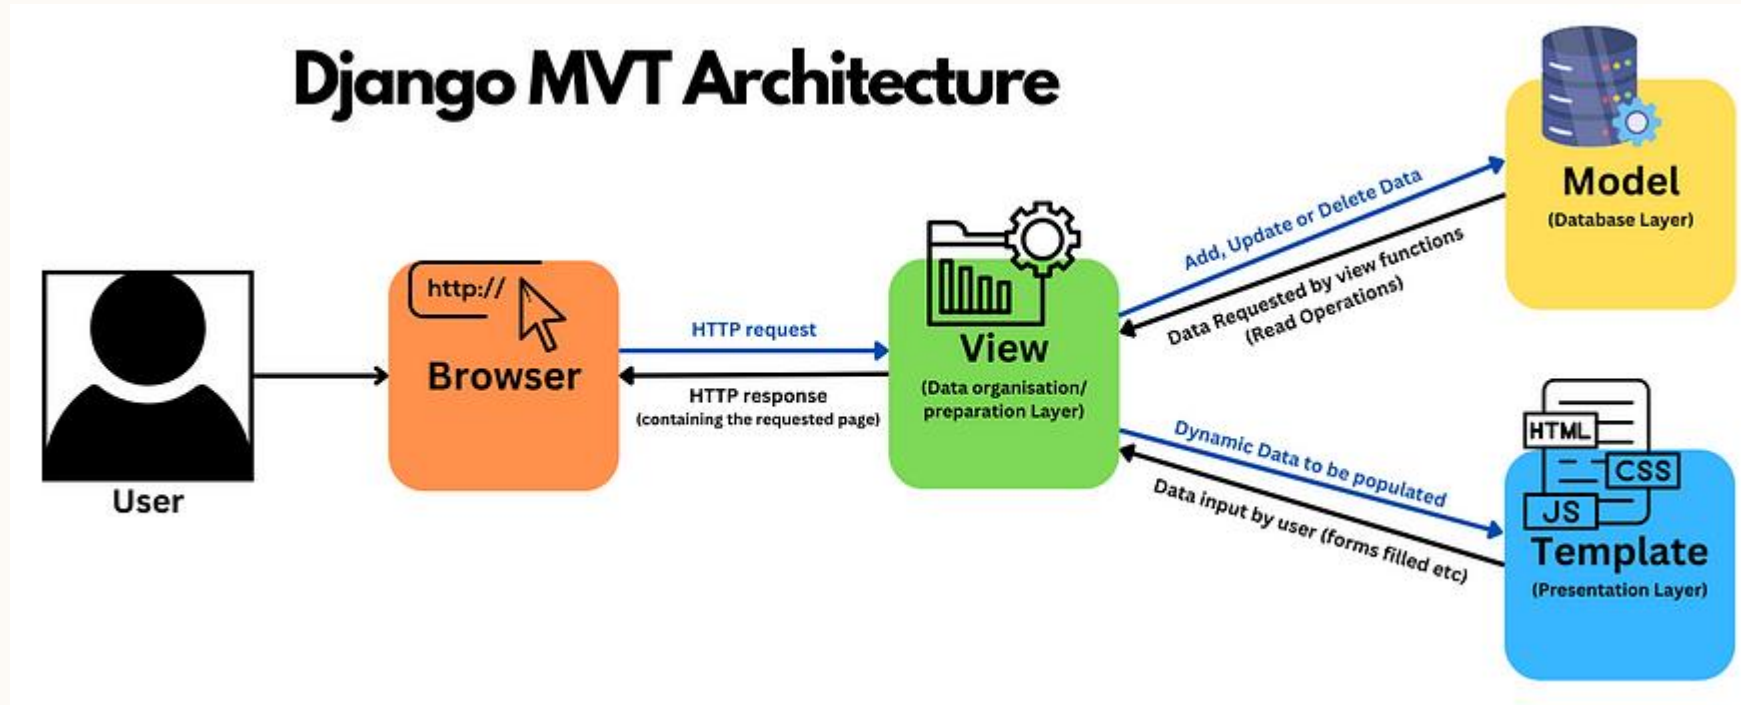 Django MVT Architecture
User
http://
Browser
HTTP request
HTTP response
(containing the requested page)
View
(Data organisation/
preparation Layer)
Add, Update or Delete Data
Data Requested by view functions
(Read Operations)
Model
(Database Layer)
Dynamic Data to be populated
Data input by user (forms filled etc)
HTML
CSS
JS
Template
(Presentation Layer)